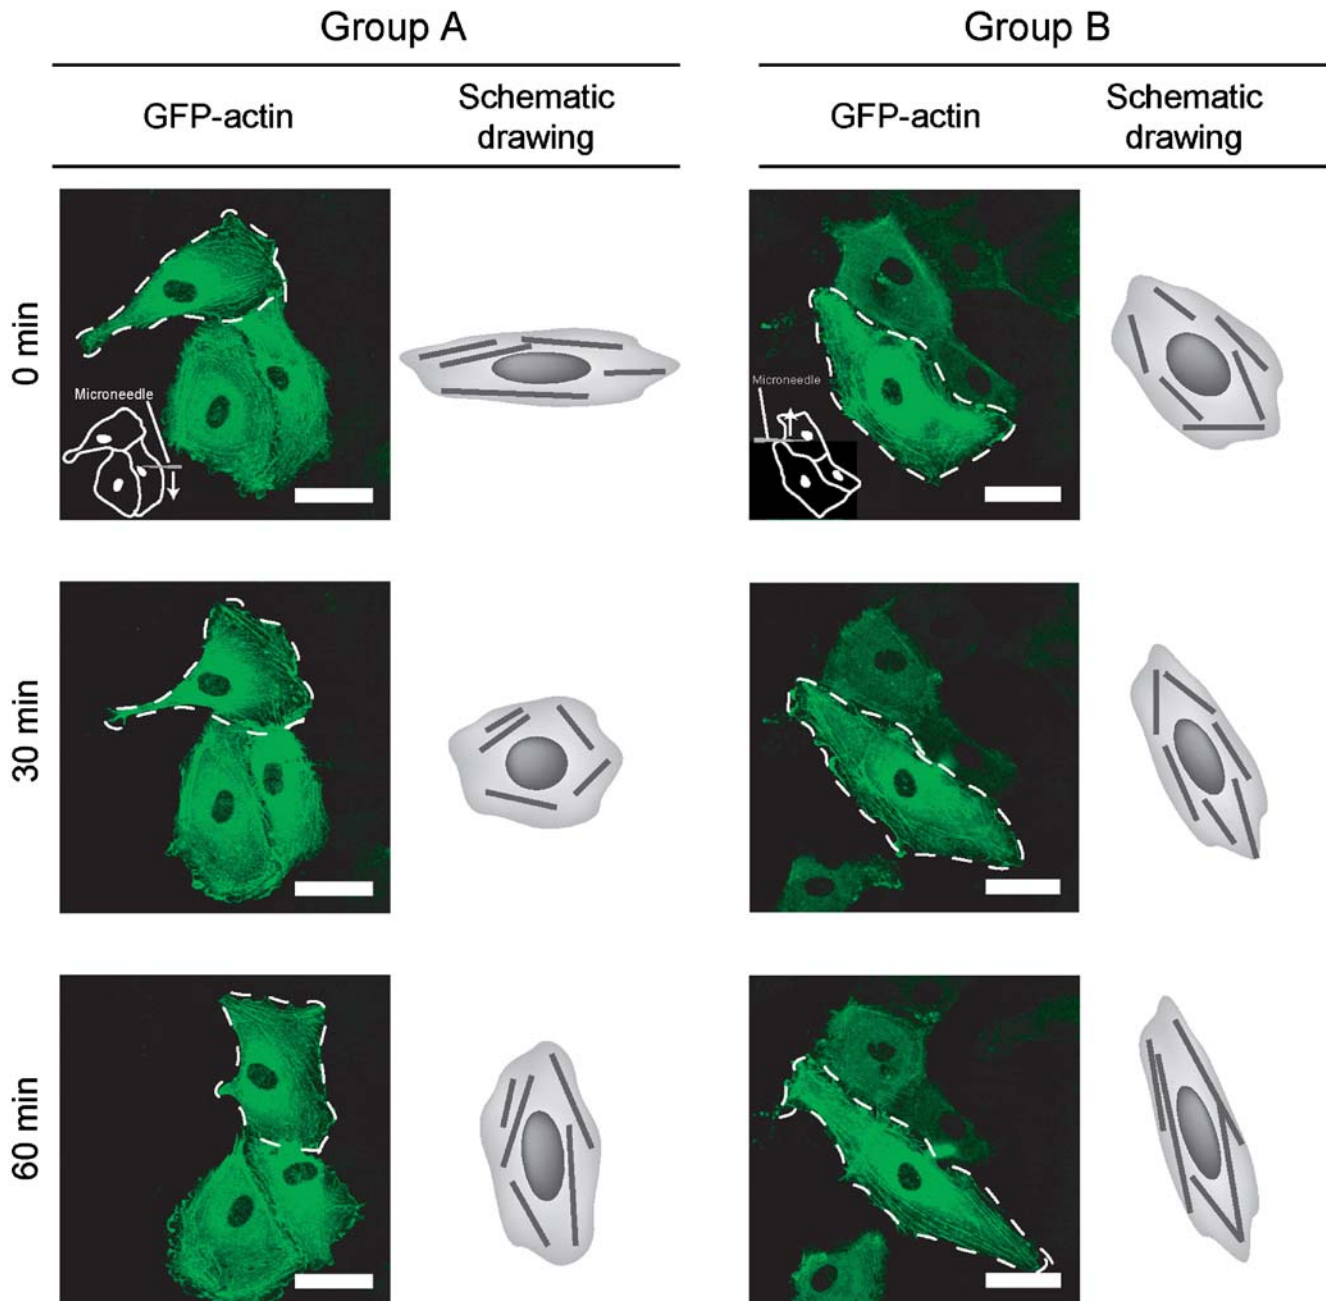 Group A
Group B
GFP-actin
Schematic
drawing
GFP-actin
Schematic
drawing
0 min
Microneedle
Microneedle
30 min
60 min